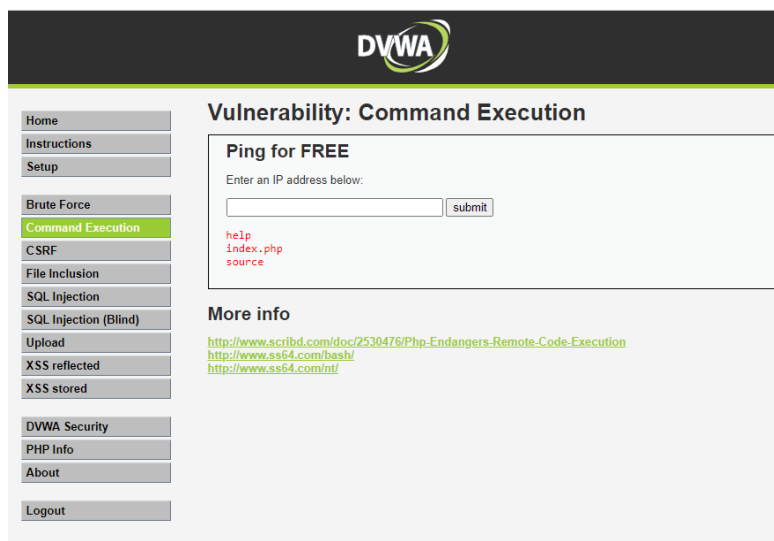 DVWA
Home
Instructions
Setup
Brute Force
Command Execution
CSRF
File Inclusion
SQL Injection
SQL Injection (Blind)
Upload
XSS reflected
XSS stored
DVWA Security
PHP Info
About
Logout
Vulnerability: Command Execution
Ping for FREE
Enter an IP address below:
submit
help
index.php
source
More info
http://www.scribd.com/doc/2530476/Php-Endangers-Remote-Code-Execution
http://www.ss64.com/bash/
http://www.ss64.com/nt/